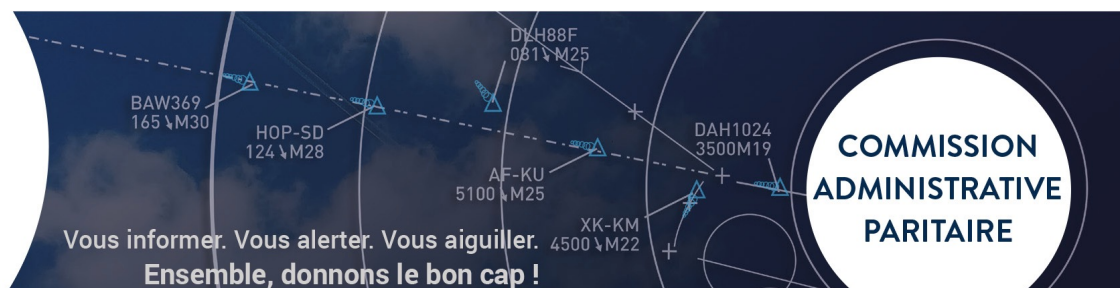 DLH88F
081↘M25
BAW369
165↘M30
HOP-SD
124↘M28
DAH1024
3500M19
AF-KU
5100↘M25
XK-KM
4500↘M22
COMMISSION
ADMINISTRATIVE
PARITAIRE
Vous informer. Vous alerter. Vous aiguiller.
Ensemble, donnons le bon cap !